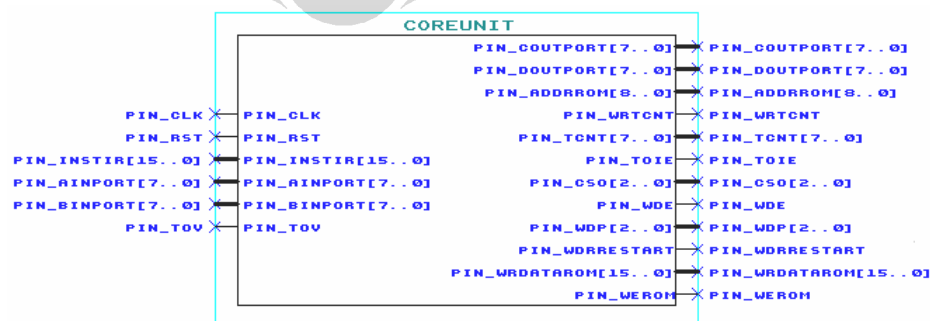 COREUNIT
PIN_COUTPORT[7..0] PIN_COUTPORT[7..0]
PIN_DOUTPORT[7..0] PIN_DOUTPORT[7..0]
PIN_ADDRROM[8..0] PIN_ADDRROM[8..0]
PIN_CLK PIN_CLK PIN_WRTCNT PIN_WRTCNT
PIN_RST PIN_RST PIN_TCNT[7..0] PIN_TCNT[7..0]
PIN_INSTIR[15..0] PIN_INSTIR[15..0] PIN_TOIE PIN_TOIE
PIN_AINPORT[7..0] PIN_AINPORT[7..0] PIN_CSO[2..0] PIN_CSO[2..0]
PIN_BINPORT[7..0] PIN_BINPORT[7..0] PIN_WDE PIN_WDE
PIN_TOV PIN_TOV PIN_WDP[2..0] PIN_WDP[2..0]
PIN_WDRRESTART PIN_WDRRESTART
PIN_WRDATAROM[15..0] PIN_WRDATAROM[15..0]
PIN_WEROM PIN_WEROM